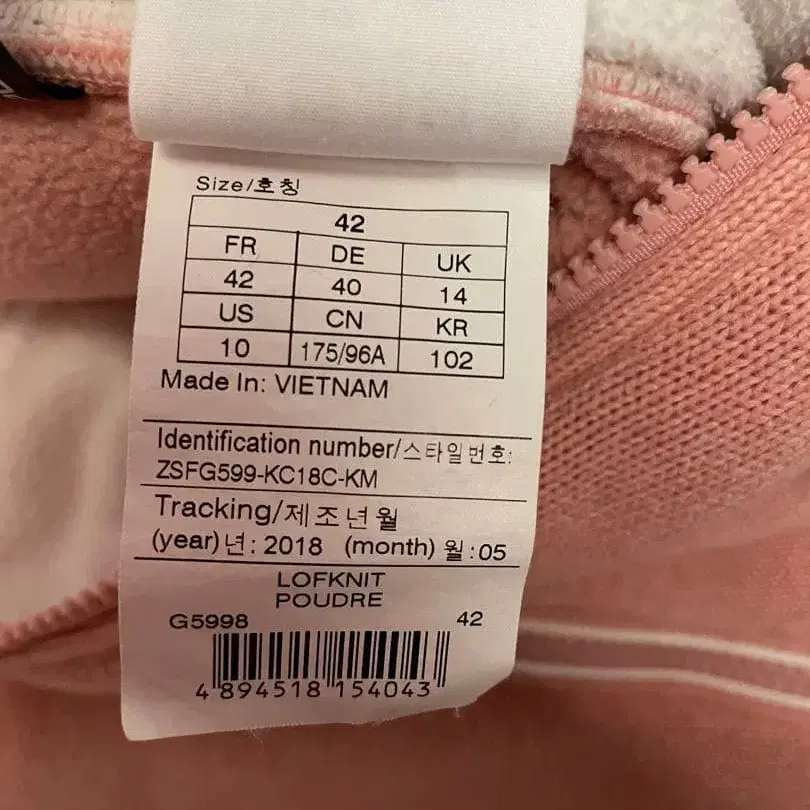 Size/호칭
42
FR DE UK
42 40 14
US CN KR
10 175/96A 102
Made In: VIETNAM
Identification number/스타일번호:
ZSFG599-KC18C-KM
Tracking/제조년월
(year)년: 2018 (month) 월:05
LOFKNIT
POUDRE
G5998 42
4 894518 154043